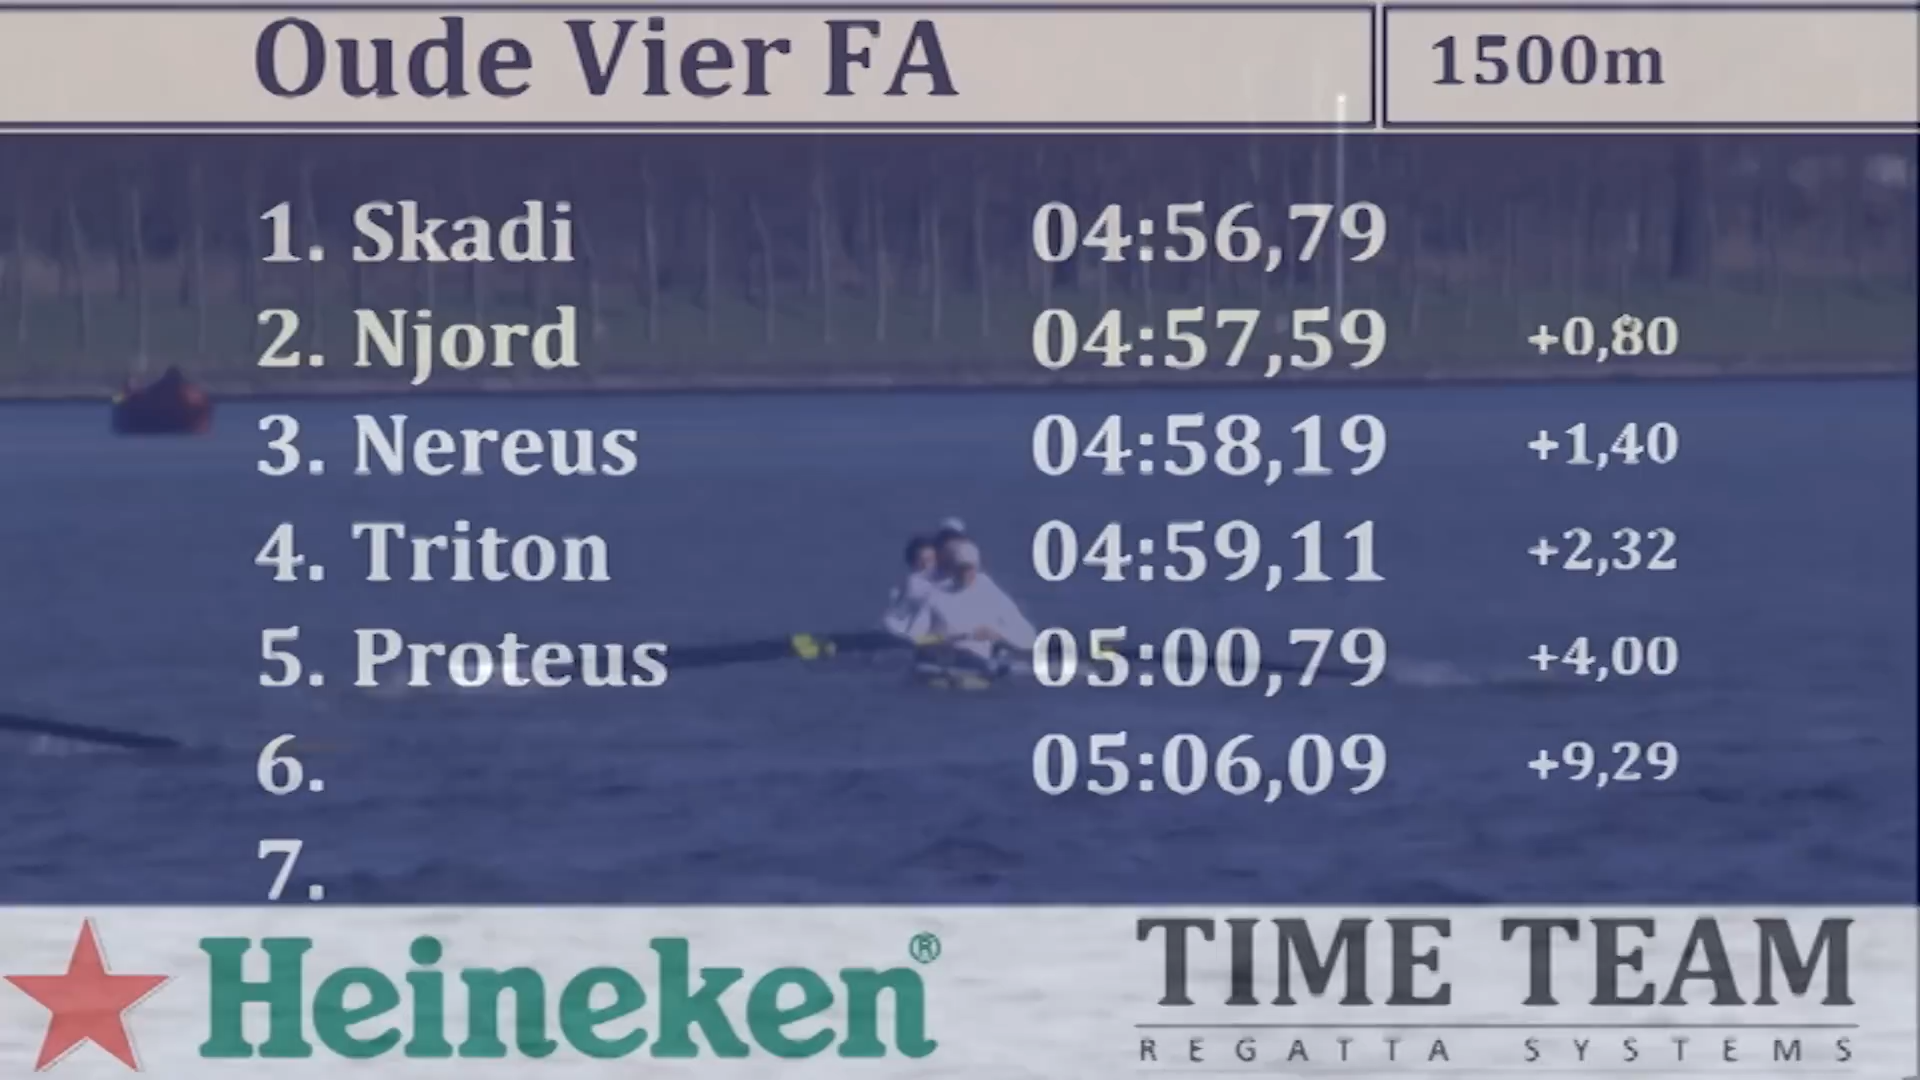 Oude Vier FA 1500m
1. Skadi 04:56,79
2. Njord 04:57,59 +0,80
3. Nereus 04:58,19 +1,40
4. Triton 04:59,11 +2,32
5. Proteus 05:00,79 +4,00
6. 05:06,09 +9,29
7.
Heineken® TIME TEAM
REGATTA SYSTEMS